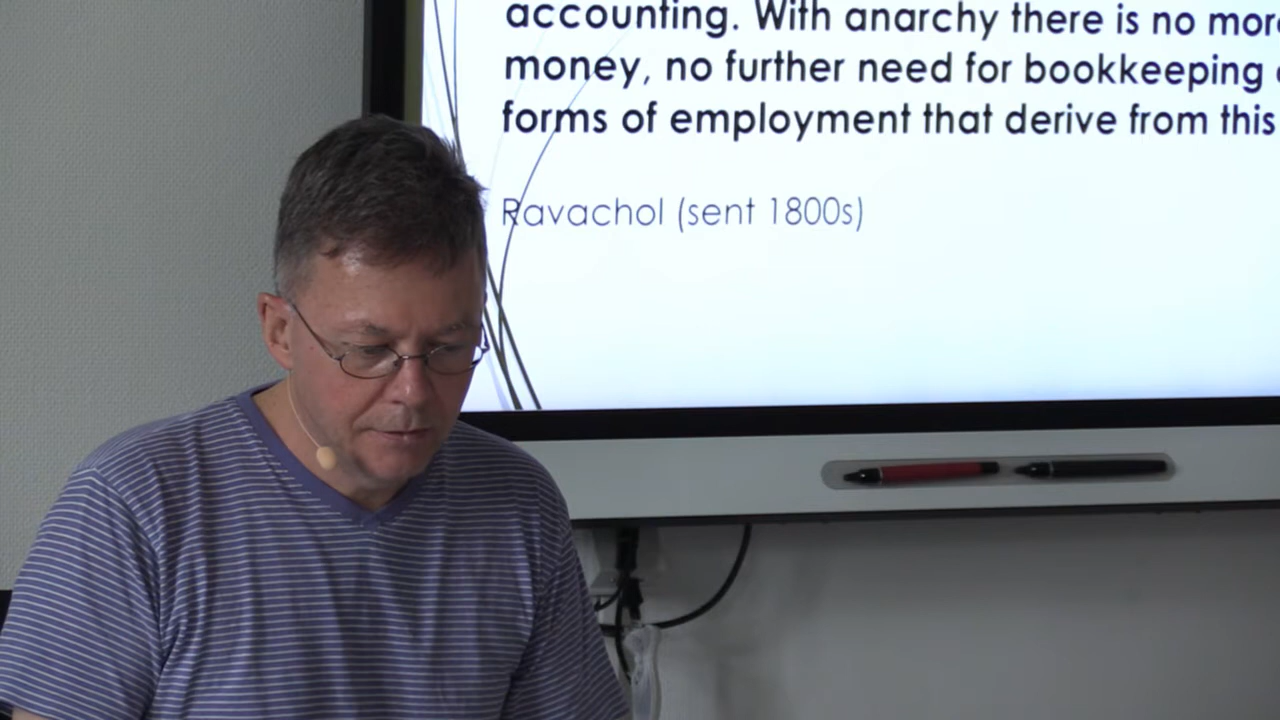 accounting. With anarchy there is no more
money, no further need for bookkeeping
forms of employment that derive from this
Ravachol (sent 1800s)